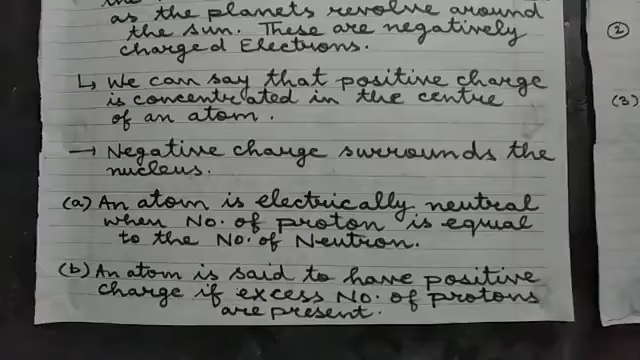 the
as the planets revolve around
the sun. These are negatively
charged Electrons.
↳ We can say that positive charge
is concentrated in the centre
of an atom.
→ Negative charge surrounds the
nucleus.
(a) An atom is electrically neutral
when No. of proton is equal
to the No. of Neutron.
(b) An atom is said to have positive
charge if excess No. of protons
are present.
(2)
(3)